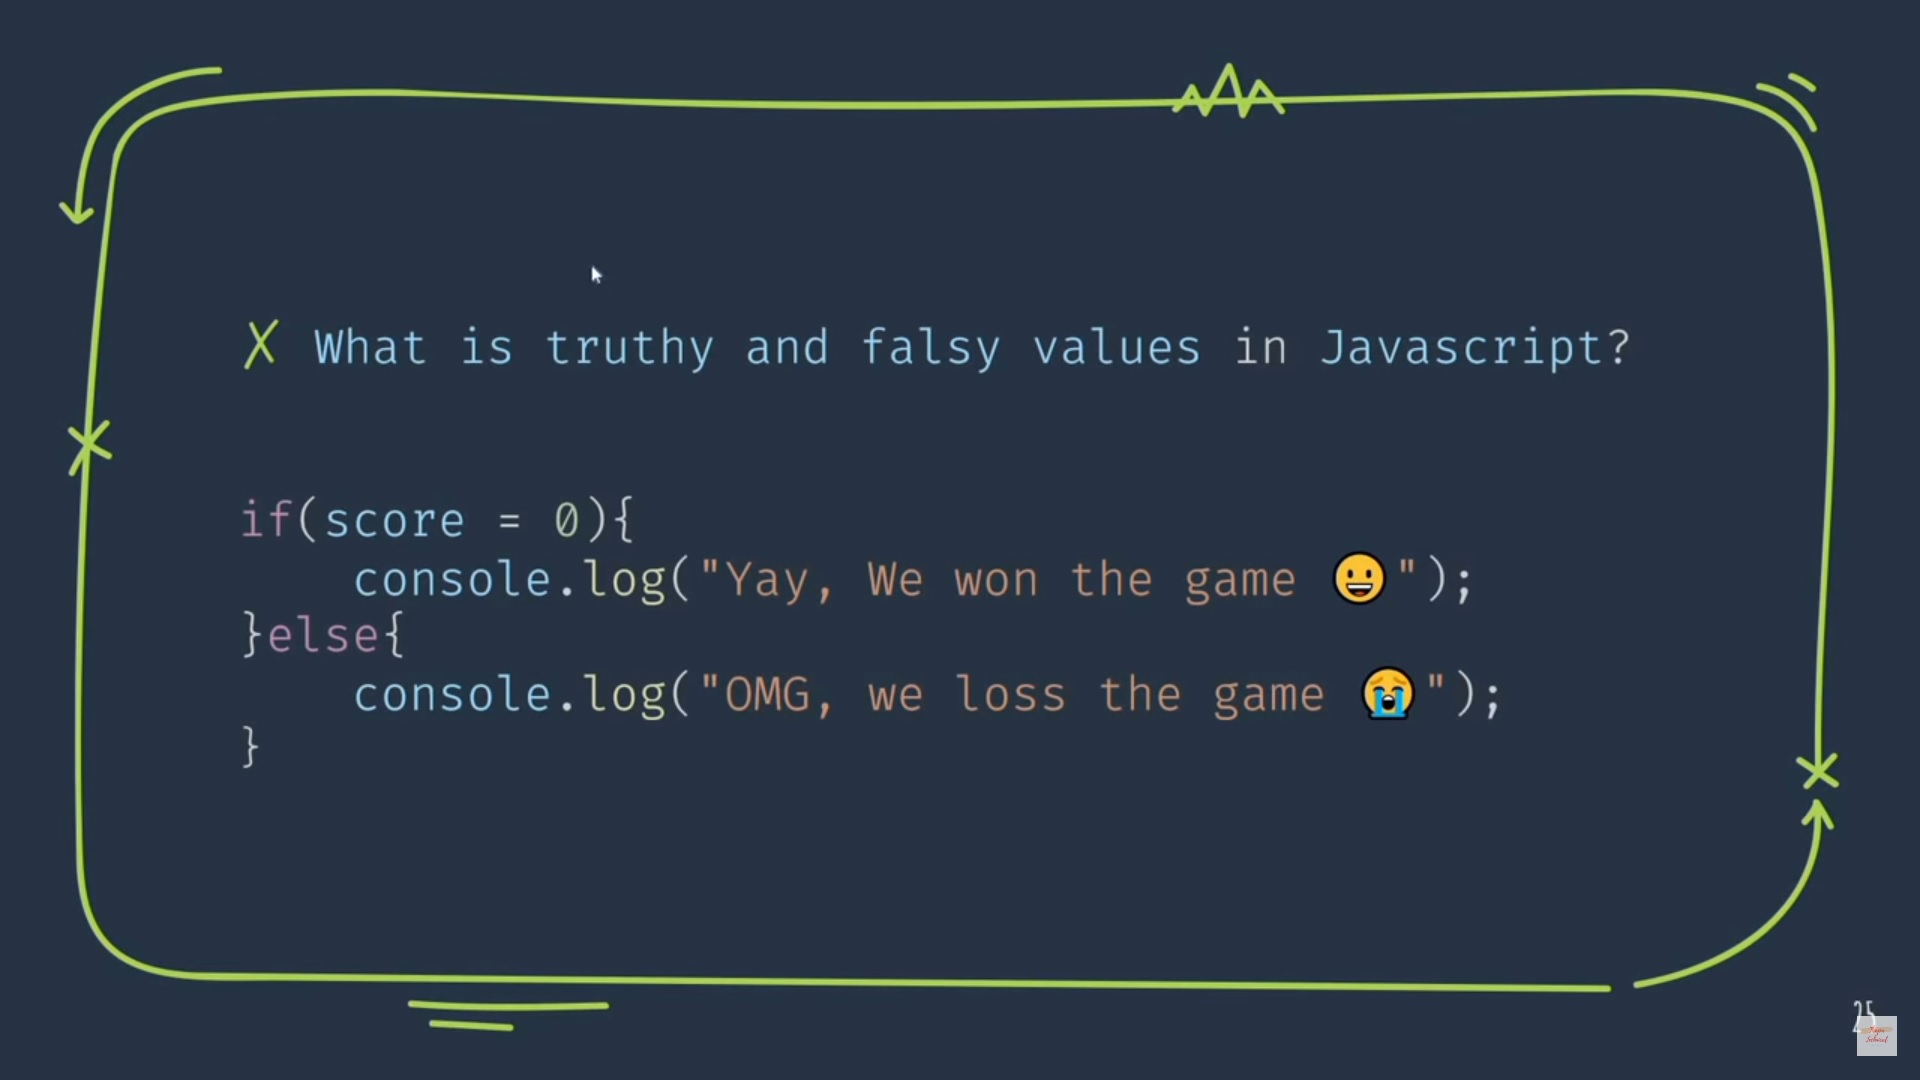 What is truthy and falsy values in Javascript?
if(score = 0){
    console.log("Yay, We won the game 😀");
}else{
    console.log("OMG, we loss the game 😭");
}
25